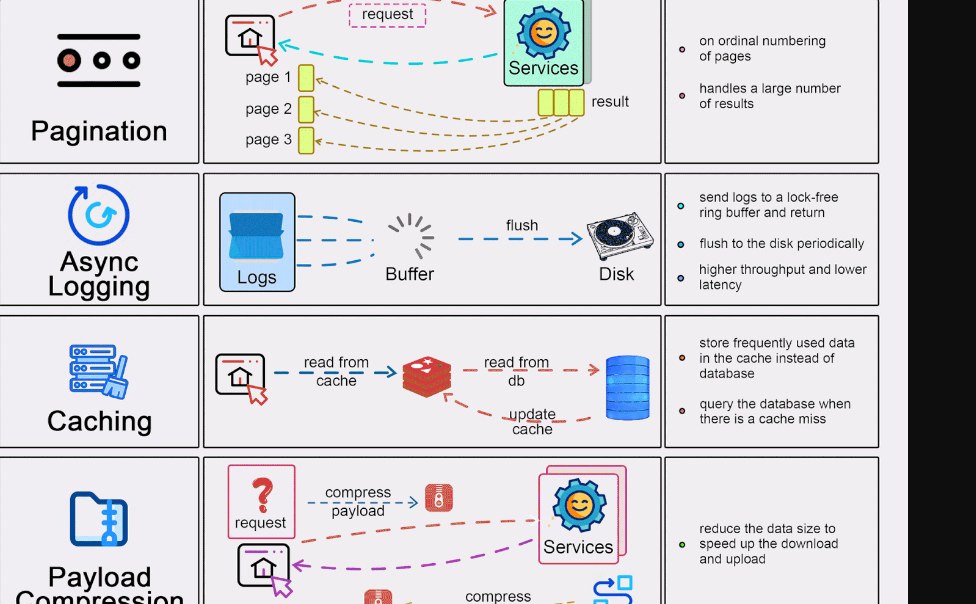 request
Services
page 1
page 2
page 3
result
Pagination
on ordinal numbering
of pages
handles a large number
of results
Async
Logging
Logs
Buffer
flush
Disk
send logs to a lock-free
ring buffer and return
flush to the disk periodically
higher throughput and lower
latency
Caching
read from
cache
read from
db
update
cache
store frequently used data
in the cache instead of
database
query the database when
there is a cache miss
Payload
Compression
request
compress
payload
Services
compress
reduce the data size to
speed up the download
and upload